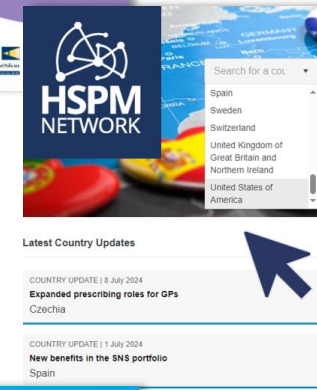 HSPM
NETWORK
Search for a cou
Spain
Sweden
Switzerland
United Kingdom of
Great Britain and
Northern Ireland
United States of
America
Latest Country Updates
COUNTRY UPDATE | 8 July 2024
Expanded prescribing roles for GPs
Czechia
COUNTRY UPDATE | 1 July 2024
New benefits in the SNS portfolio
Spain